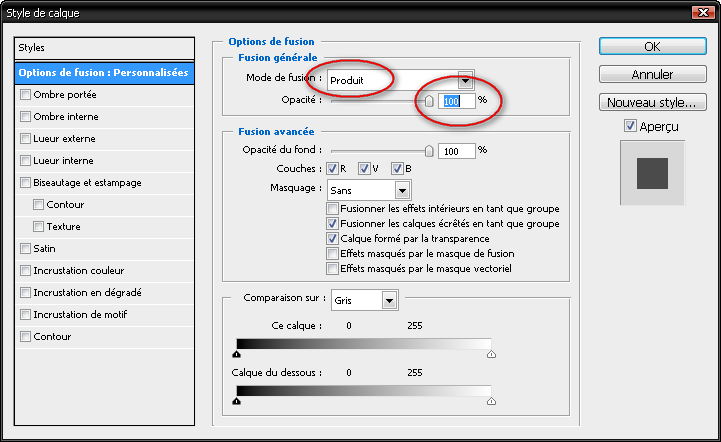 Style de calque
Styles
Options de fusion : Personnalisées
Ombre portée
Ombre interne
Lueur externe
Lueur interne
Biseautage et estampage
Contour
Texture
Satin
Incrustation couleur
Incrustation en dégradé
Incrustation de motif
Contour
Options de fusion
Fusion générale
Mode de fusion : Produit
Opacité : 100 %
Fusion avancée
Opacité du fond : 100 %
Couches : R V B
Masquage : Sans
Fusionner les effets intérieurs en tant que groupe
Fusionner les calques écrêtés en tant que groupe
Calque formé par la transparence
Effets masqués par le masque de fusion
Effets masqués par le masque vectoriel
Comparaison sur : Gris
Ce calque : 0 255
Calque du dessous : 0 255
OK
Annuler
Nouveau style...
Aperçu